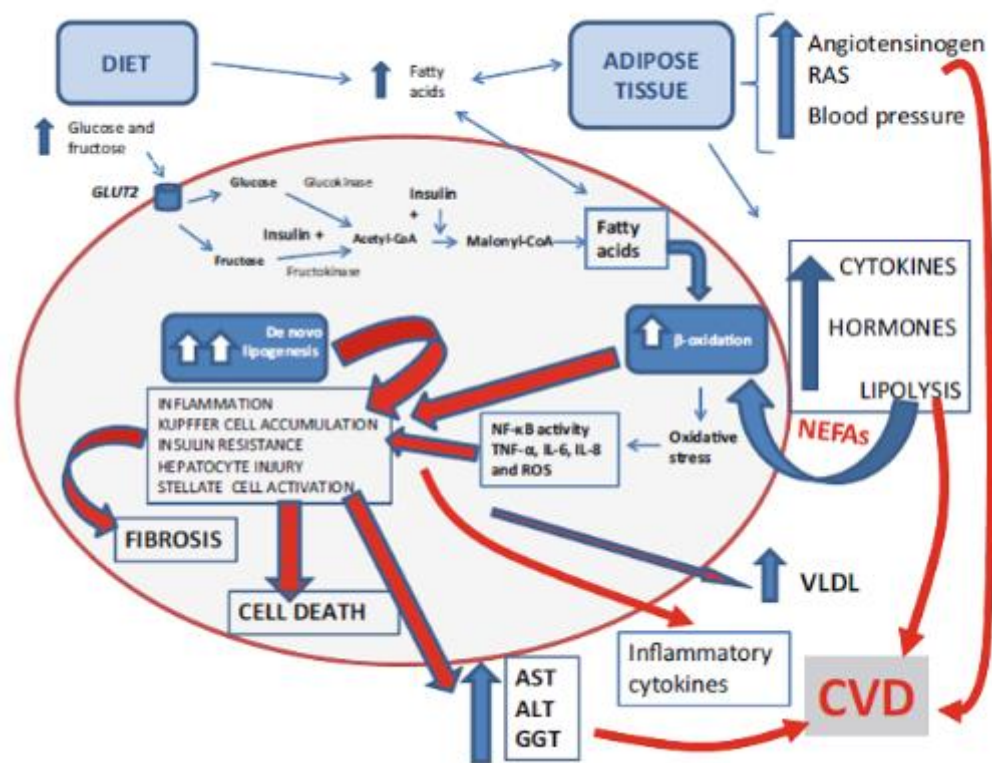 DIET
Fatty
acids
ADIPOSE
TISSUE
Angiotensinogen
RAS
Blood pressure
Glucose and
fructose
GLUT2
Glucose
Glucokinase
Insulin
+
Insulin +
Acetyl-CoA
Malonyl-CoA
Fatty
acids
Fructose
Fructokinase
CYTOKINES
HORMONES
LIPOLYSIS
De novo
lipogenesis
β-oxidation
INFLAMMATION
KUPFFER CELL ACCUMULATION
INSULIN RESISTANCE
HEPATOCYTE INJURY
STELLATE CELL ACTIVATION
NF-κB activity
TNF-α, IL-6, IL-8
and ROS
Oxidative
stress
NEFAs
FIBROSIS
VLDL
CELL DEATH
Inflammatory
cytokines
AST
ALT
GGT
CVD